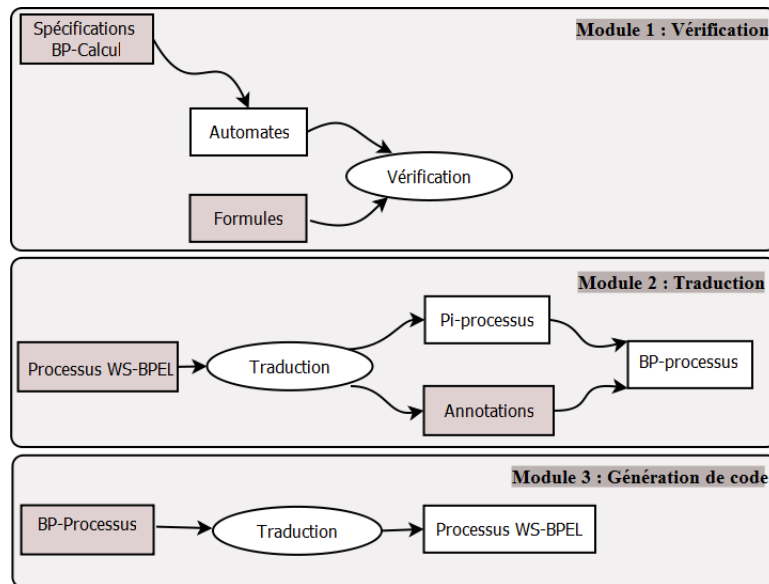 Spécifications
BP-Calcul
Module 1 : Vérification
Automates
Vérification
Formules
Module 2 : Traduction
Pi-processus
Processus WS-BPEL
Traduction
BP-processus
Annotations
Module 3 : Génération de code
BP-Processus
Traduction
Processus WS-BPEL